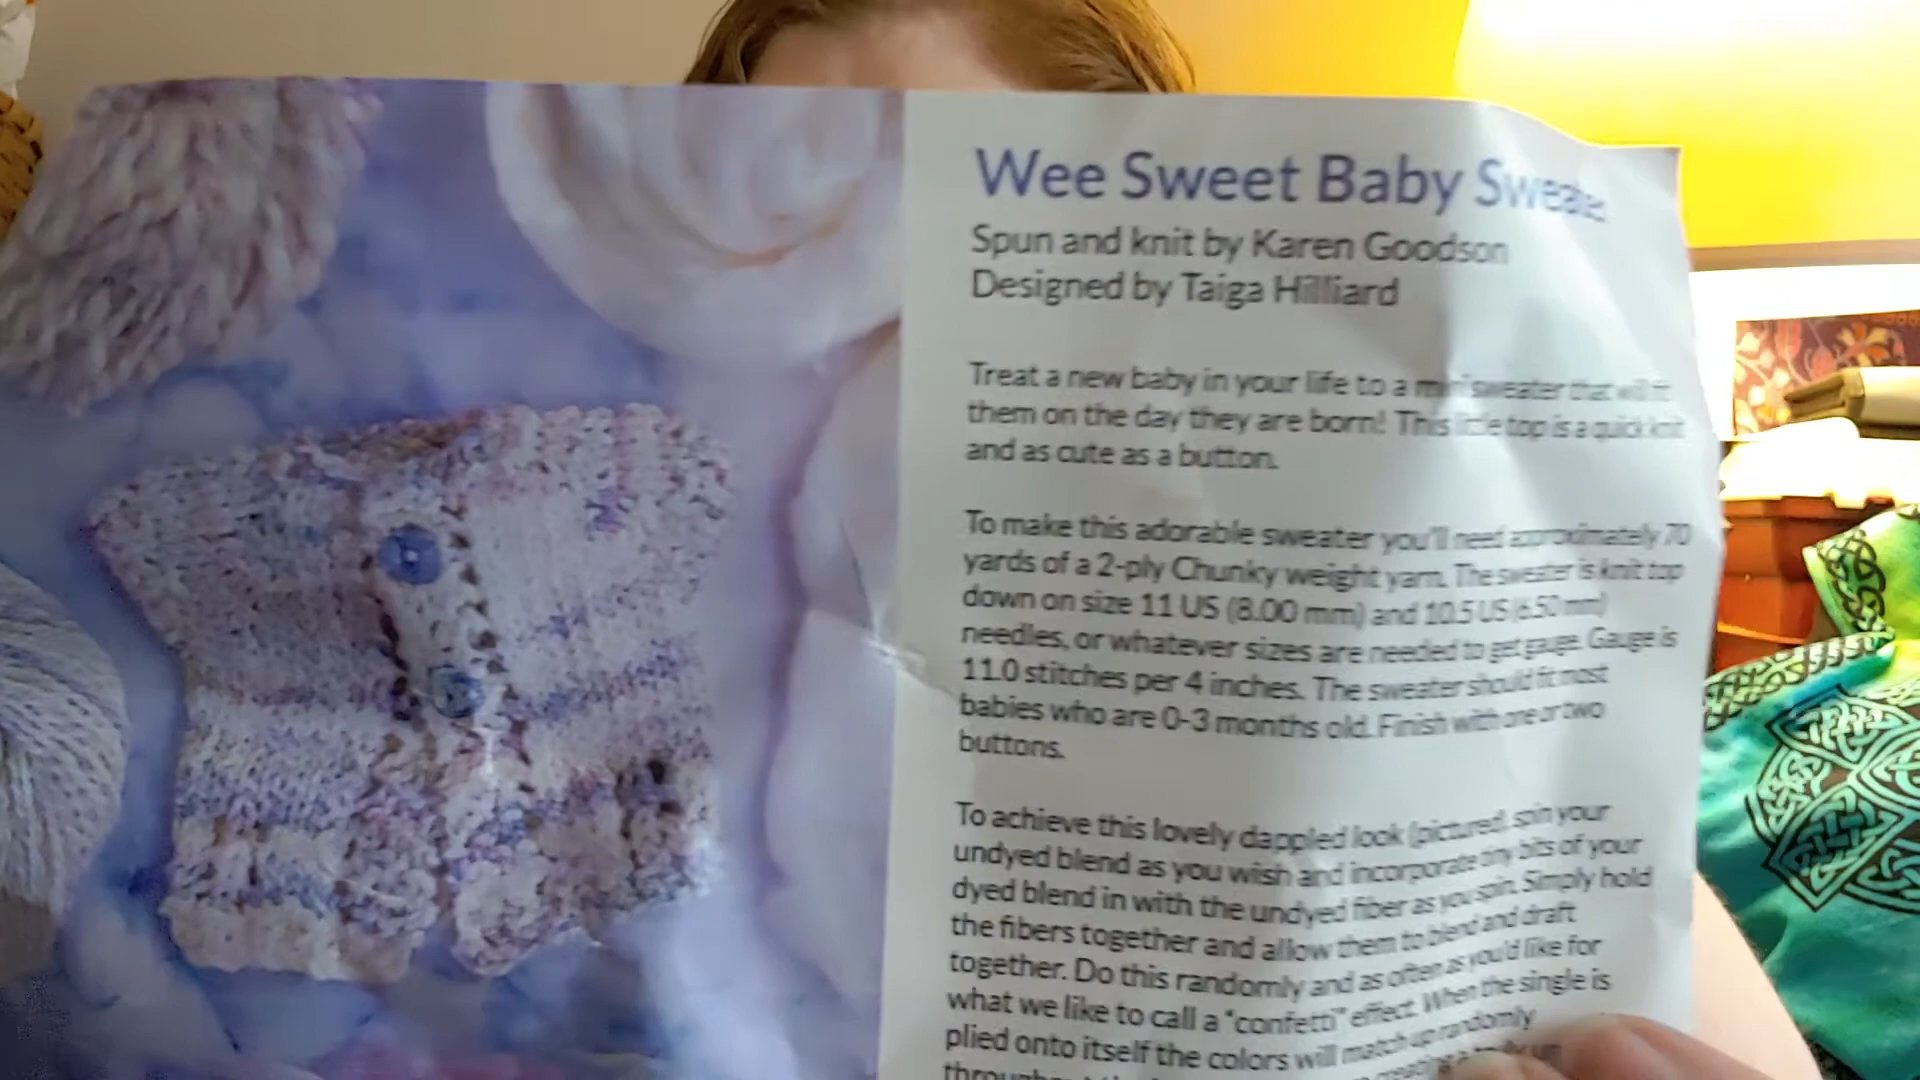 Wee Sweet Baby Sweater
Spun and knit by Karen Goodson
Designed by Taiga Hilliard
Treat a new baby in your life to a mini sweater that will fit
them on the day they are born! This little top is a quick knit
and as cute as a button.
To make this adorable sweater you'll need approximately 70
yards of a 2-ply Chunky weight yarn. The sweater is knit top
down on size 11 US (8.00 mm) and 10.5 US (6.50 mm)
needles, or whatever sizes are needed to get gauge. Gauge is
11.0 stitches per 4 inches. The sweater should fit most
babies who are 0-3 months old. Finish with one or two
buttons.
To achieve this lovely dappled look (pictured), spin your
undyed blend as you wish and incorporate tiny bits of your
dyed blend in with the undyed fiber as you spin. Simply hold
the fibers together and allow them to blend and draft
together. Do this randomly and as often as you'd like for
what we like to call a "confetti" effect. When the single is
plied onto itself the colors will match up randomly